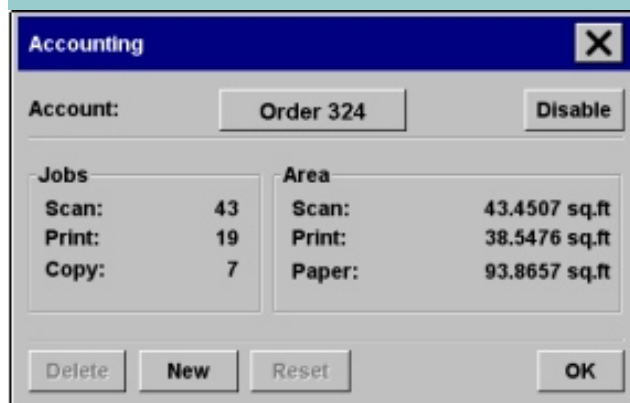 Accounting
Account: Order 324 Disable
Jobs Area
Scan: 43 Scan: 43.4507 sq.ft
Print: 19 Print: 38.5476 sq.ft
Copy: 7 Paper: 93.8657 sq.ft
Delete New Reset OK